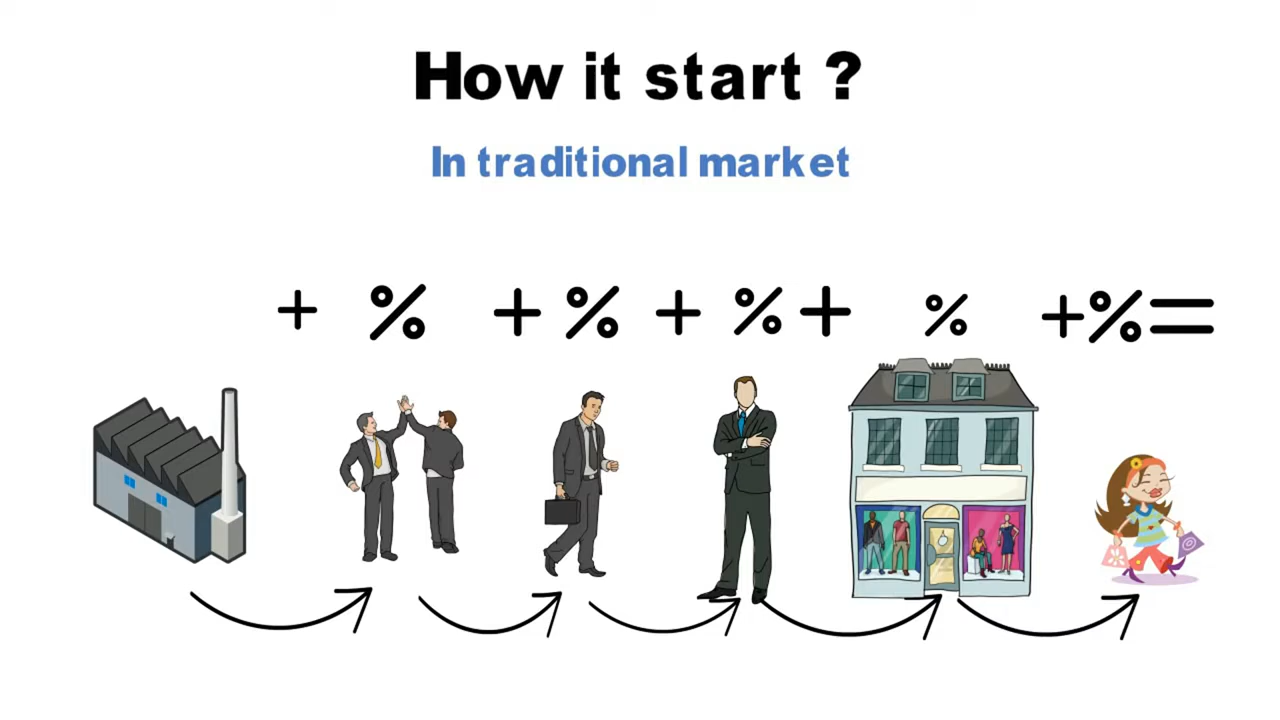 How it start ?
In traditional market
+ % + % + % + % +%=